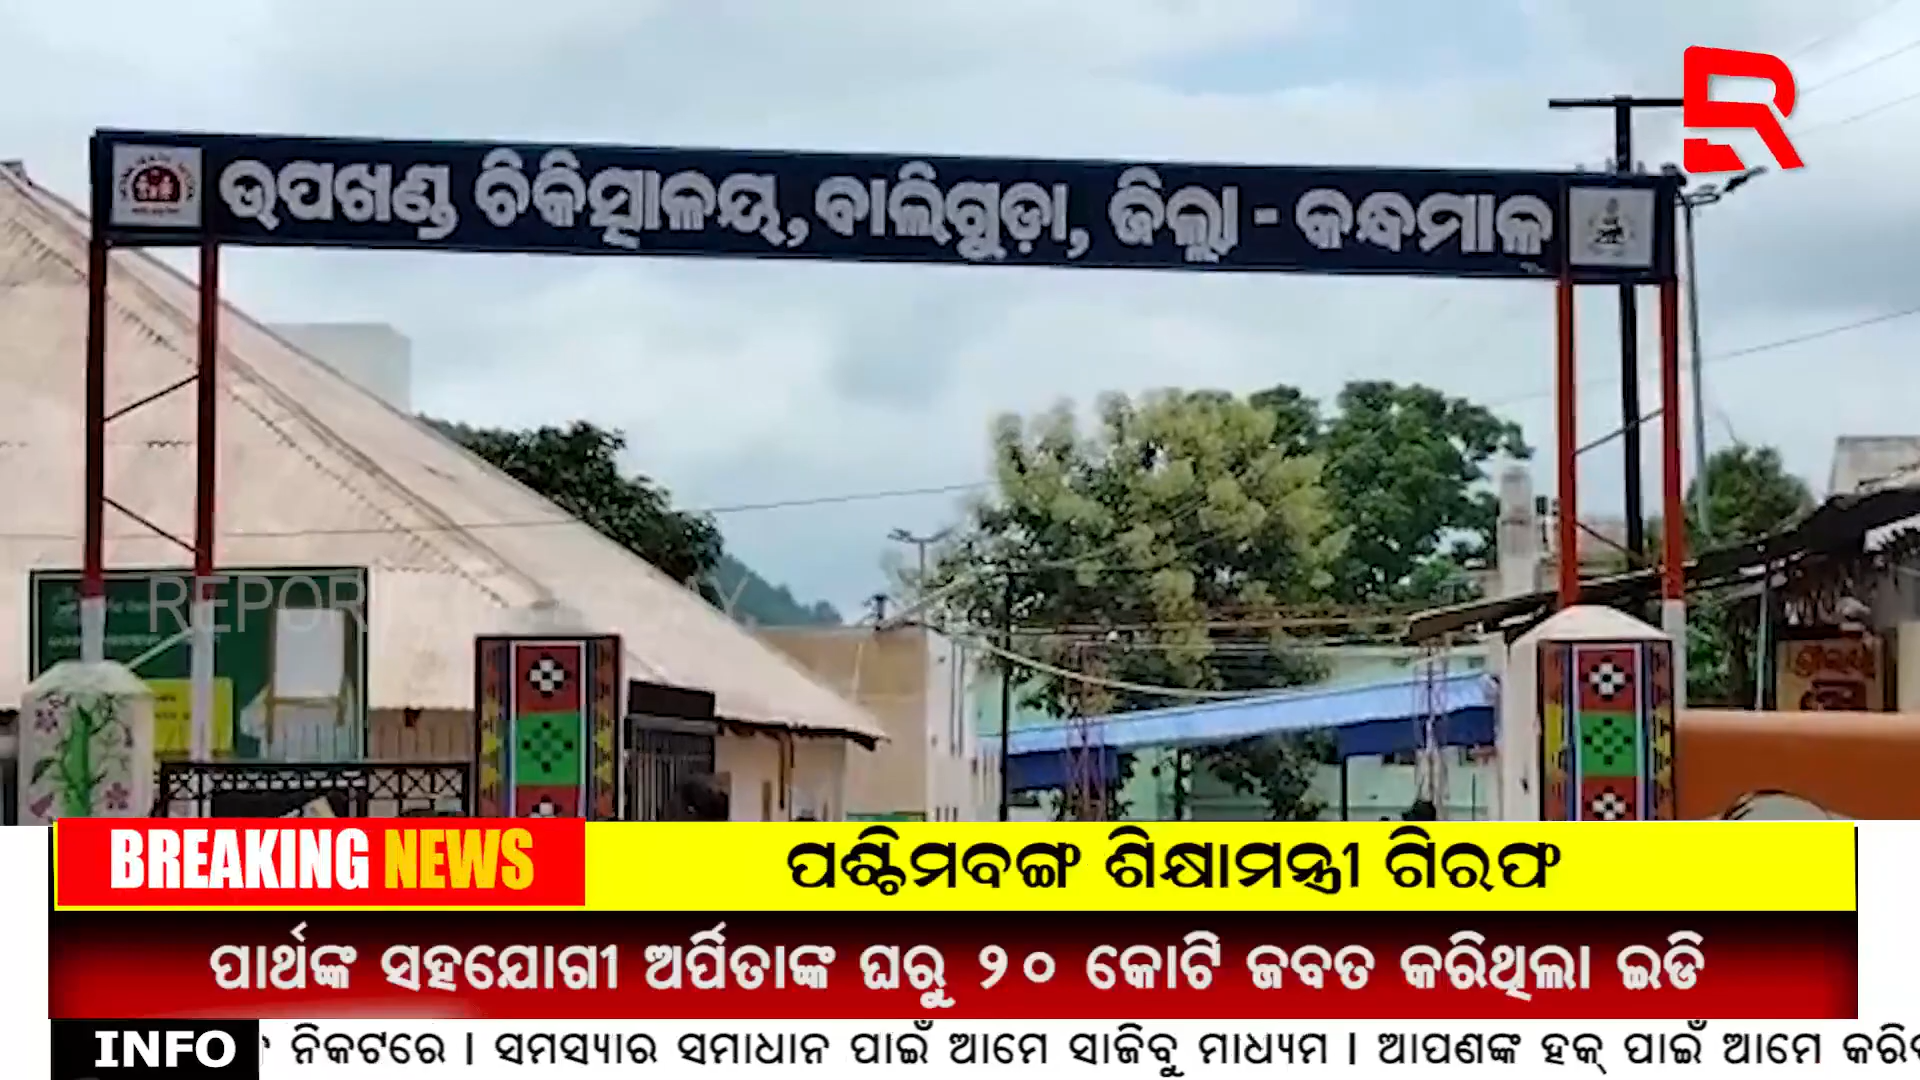 ଉପଖଣ୍ଡ ଚିକିତ୍ସାଳୟ, ବାଲିଗୁଡ଼ା, ଜିଲ୍ଲା - କନ୍ଧମାଳ
BREAKING NEWS
ପଶ୍ଚିମବଙ୍ଗ ଶିକ୍ଷାମନ୍ତ୍ରୀ ଗିରଫ
ପାର୍ଥଙ୍କ ସହଯୋଗୀ ଅର୍ପିତାଙ୍କ ଘରୁ ୨୦ କୋଟି ଜବତ କରିଥିଲା ଇଡି
INFO
ନିକଟରେ । ସମସ୍ୟାର ସମାଧାନ ପାଇଁ ଆମେ ସାଜିବୁ ମାଧ୍ୟମ । ଆପଣଙ୍କ ହକ୍ ପାଇଁ ଆମେ